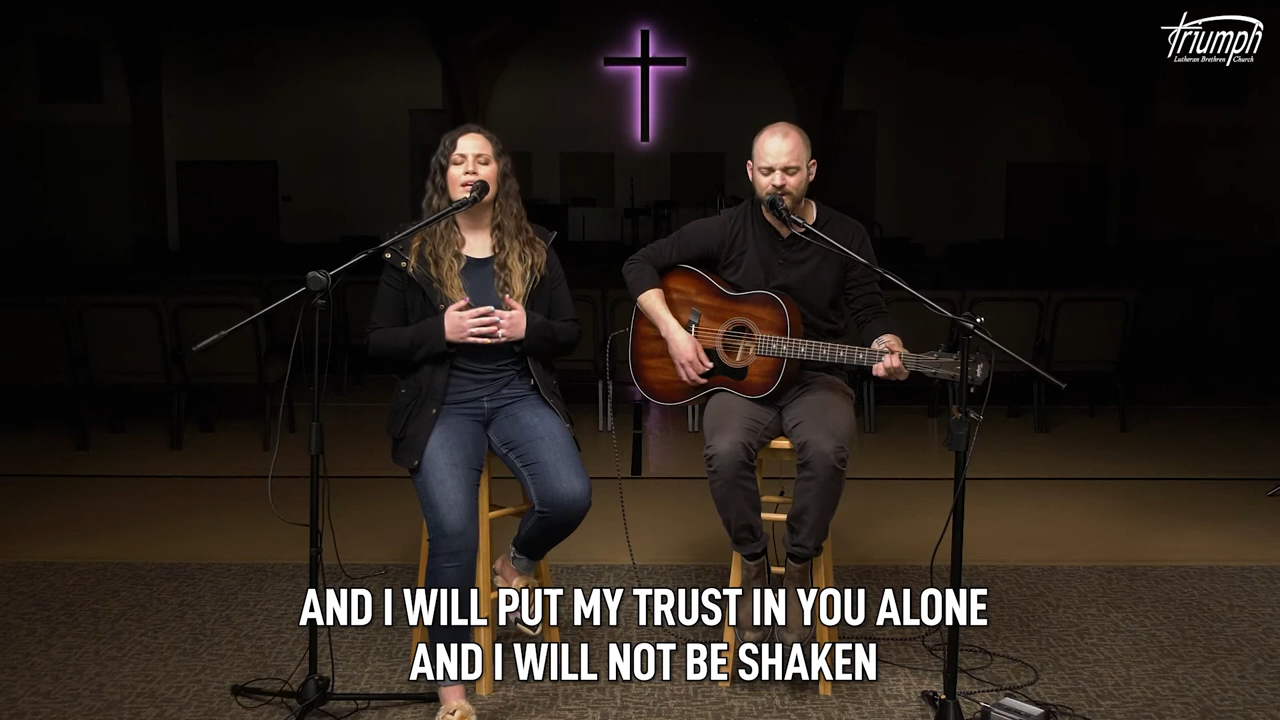 Triumph
Lutheran Brethren Church
AND I WILL PUT MY TRUST IN YOU ALONE
AND I WILL NOT BE SHAKEN